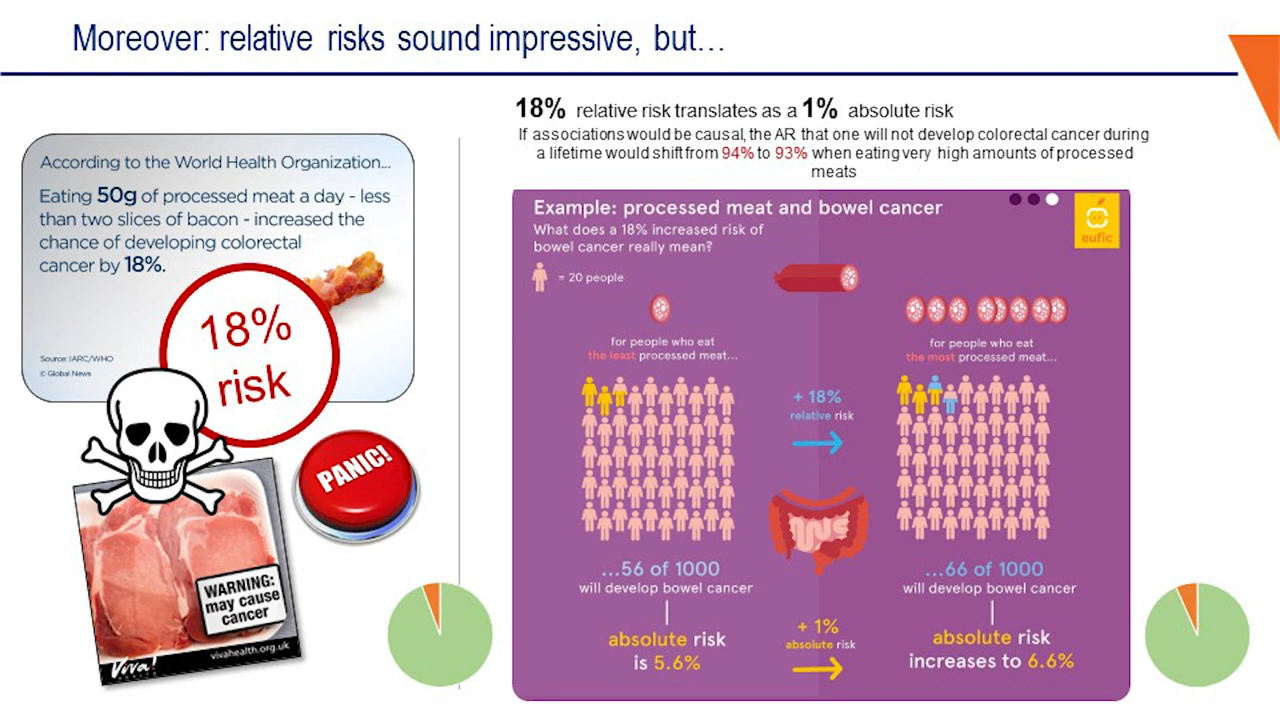 Moreover: relative risks sound impressive, but...
According to the World Health Organization...
Eating 50g of processed meat a day - less
than two slices of bacon - increased the
chance of developing colorectal
cancer by 18%.
Source: IARC/WHO
© Global News
18%
risk
PANIC!
WARNING:
may cause
cancer
Viva!
vivahealth.org.uk
18% relative risk translates as a 1% absolute risk
If associations would be causal, the AR that one will not develop colorectal cancer during
a lifetime would shift from 94% to 93% when eating very high amounts of processed
meats
Example: processed meat and bowel cancer
What does a 18% increased risk of
bowel cancer really mean?
= 20 people
eufic
for people who eat
the least processed meat...
+ 18%
relative risk
for people who eat
the most processed meat...
...56 of 1000
will develop bowel cancer
absolute risk
is 5.6%
+ 1%
absolute risk
...66 of 1000
will develop bowel cancer
absolute risk
increases to 6.6%